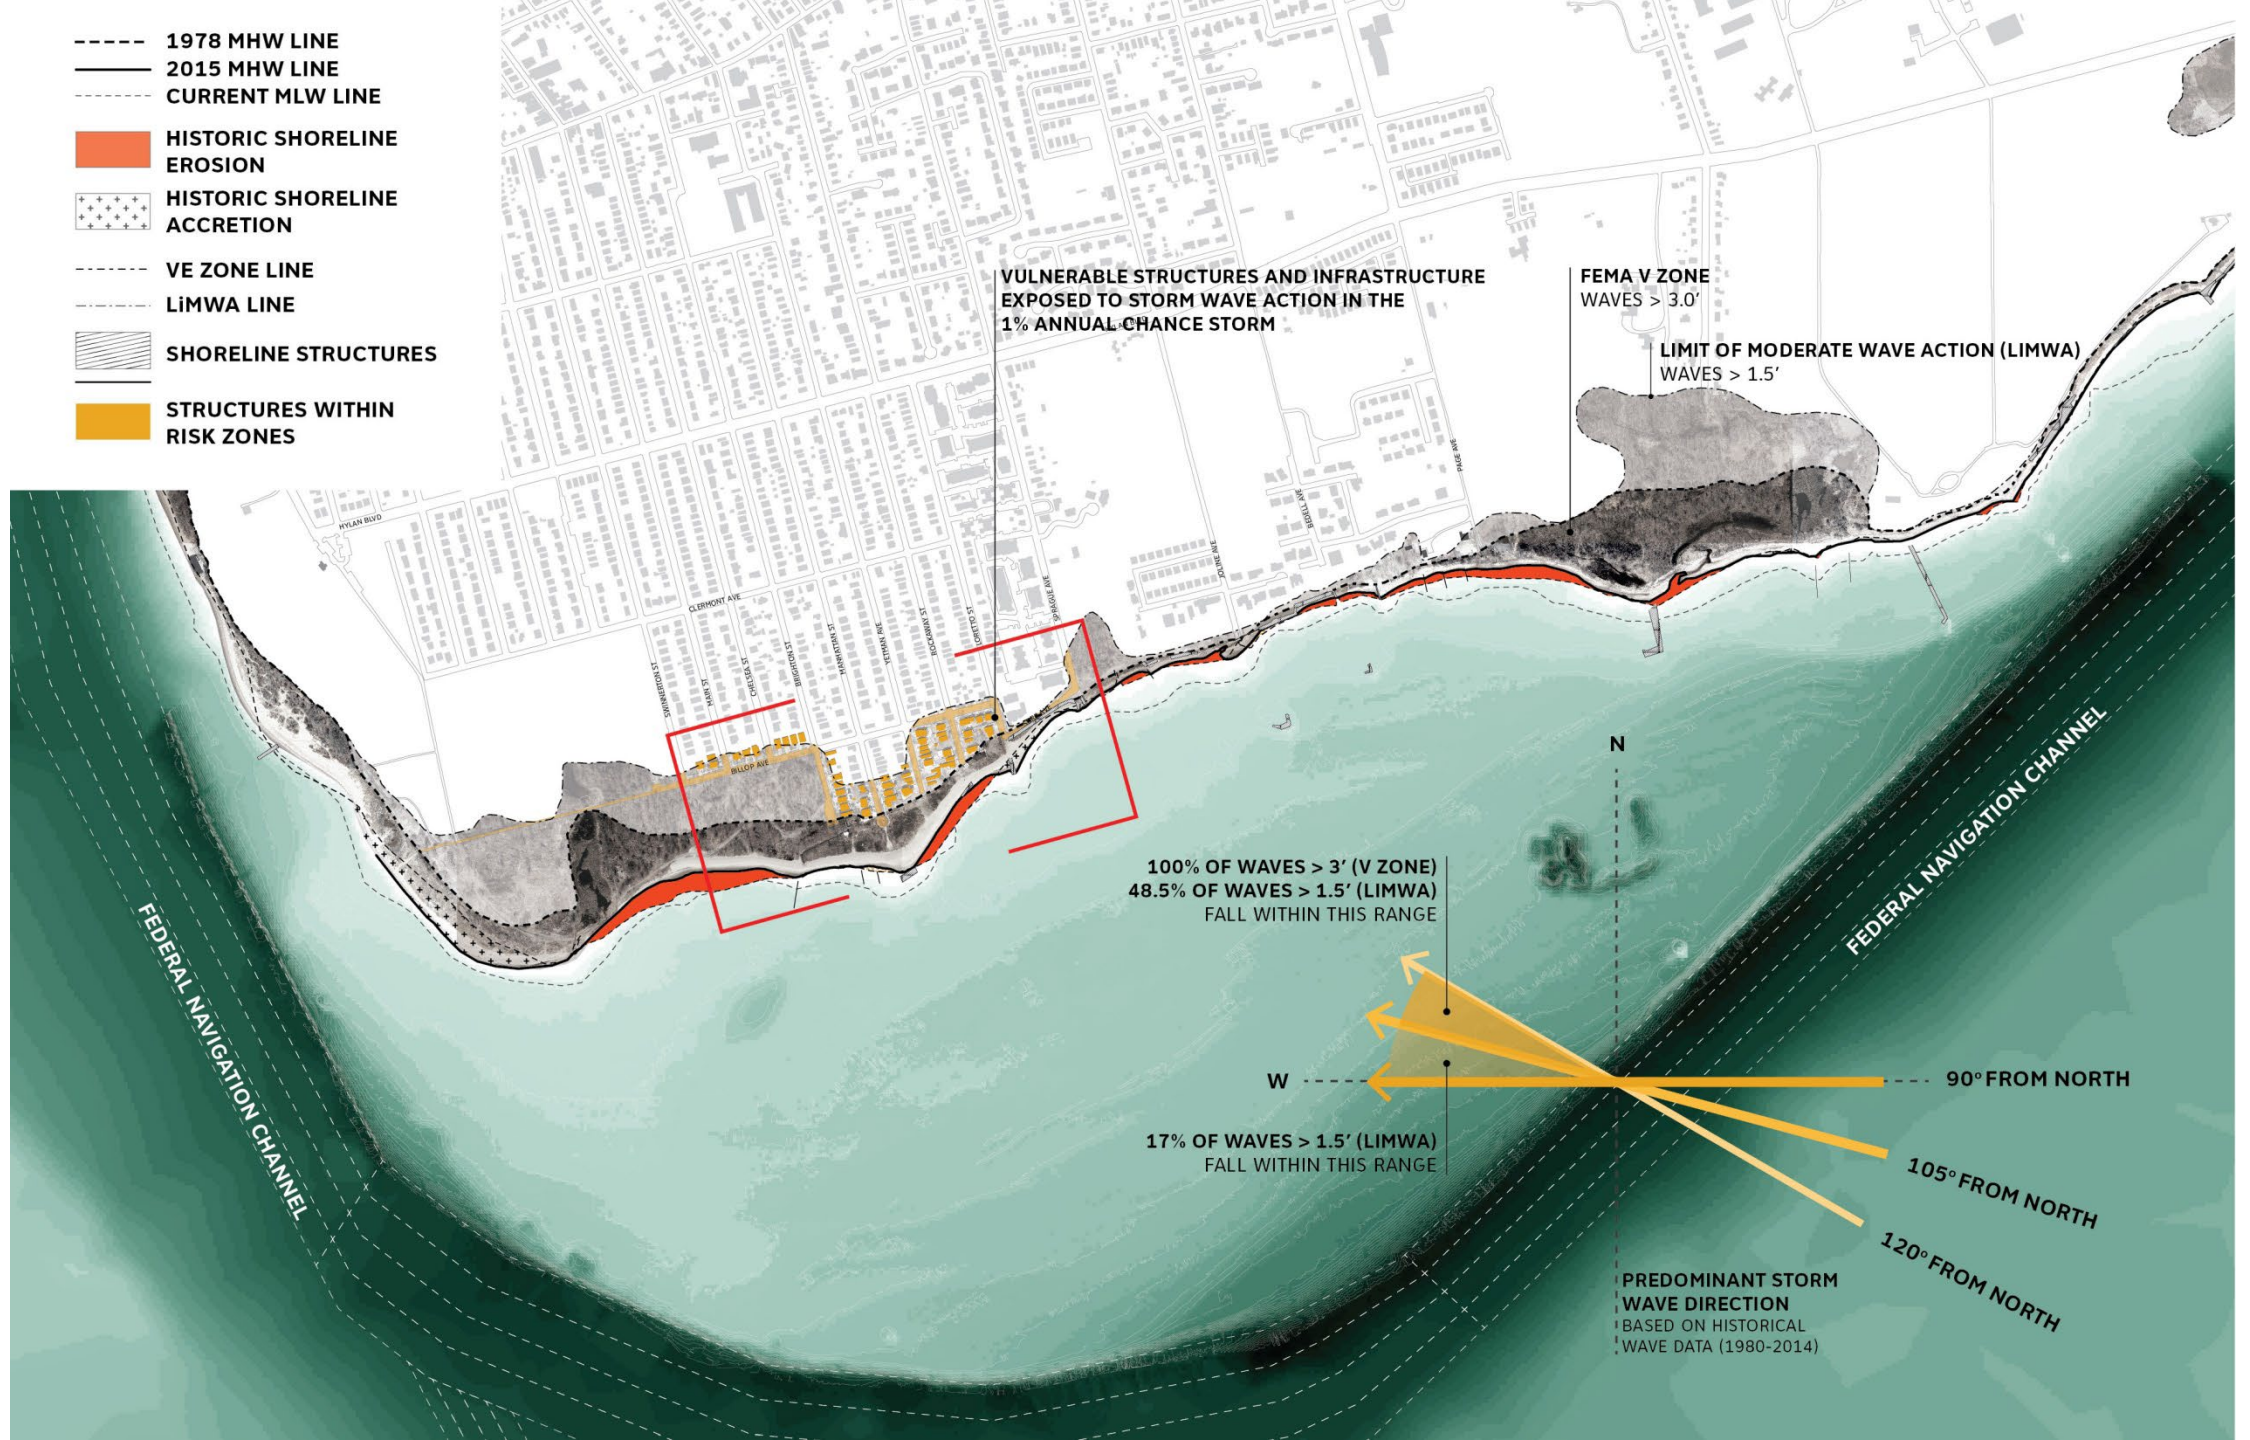 1978 MHW LINE
2015 MHW LINE
CURRENT MLW LINE
HISTORIC SHORELINE
EROSION
HISTORIC SHORELINE
ACCRETION
VE ZONE LINE
LiMWA LINE
SHORELINE STRUCTURES
STRUCTURES WITHIN
RISK ZONES
VULNERABLE STRUCTURES AND INFRASTRUCTURE
EXPOSED TO STORM WAVE ACTION IN THE
1% ANNUAL CHANCE STORM
FEMA V ZONE
WAVES > 3.0'
LIMIT OF MODERATE WAVE ACTION (LIMWA)
WAVES > 1.5'
HYLAN BLVD
CLERMONT AVE
SWINNERTON ST
MAIN ST
CHELSEA ST
BRIGHTON ST
MANHATTAN ST
YETMAN AVE
ROCKAWAY ST
LORETTO ST
SPRAGUE AVE
JOLINE AVE
BEDELL AVE
PAGE AVE
BILLOP AVE
FEDERAL NAVIGATION CHANNEL
FEDERAL NAVIGATION CHANNEL
N
100% OF WAVES > 3' (V ZONE)
48.5% OF WAVES > 1.5' (LIMWA)
FALL WITHIN THIS RANGE
W
90° FROM NORTH
17% OF WAVES > 1.5' (LIMWA)
FALL WITHIN THIS RANGE
105° FROM NORTH
120° FROM NORTH
PREDOMINANT STORM
WAVE DIRECTION
BASED ON HISTORICAL
WAVE DATA (1980-2014)